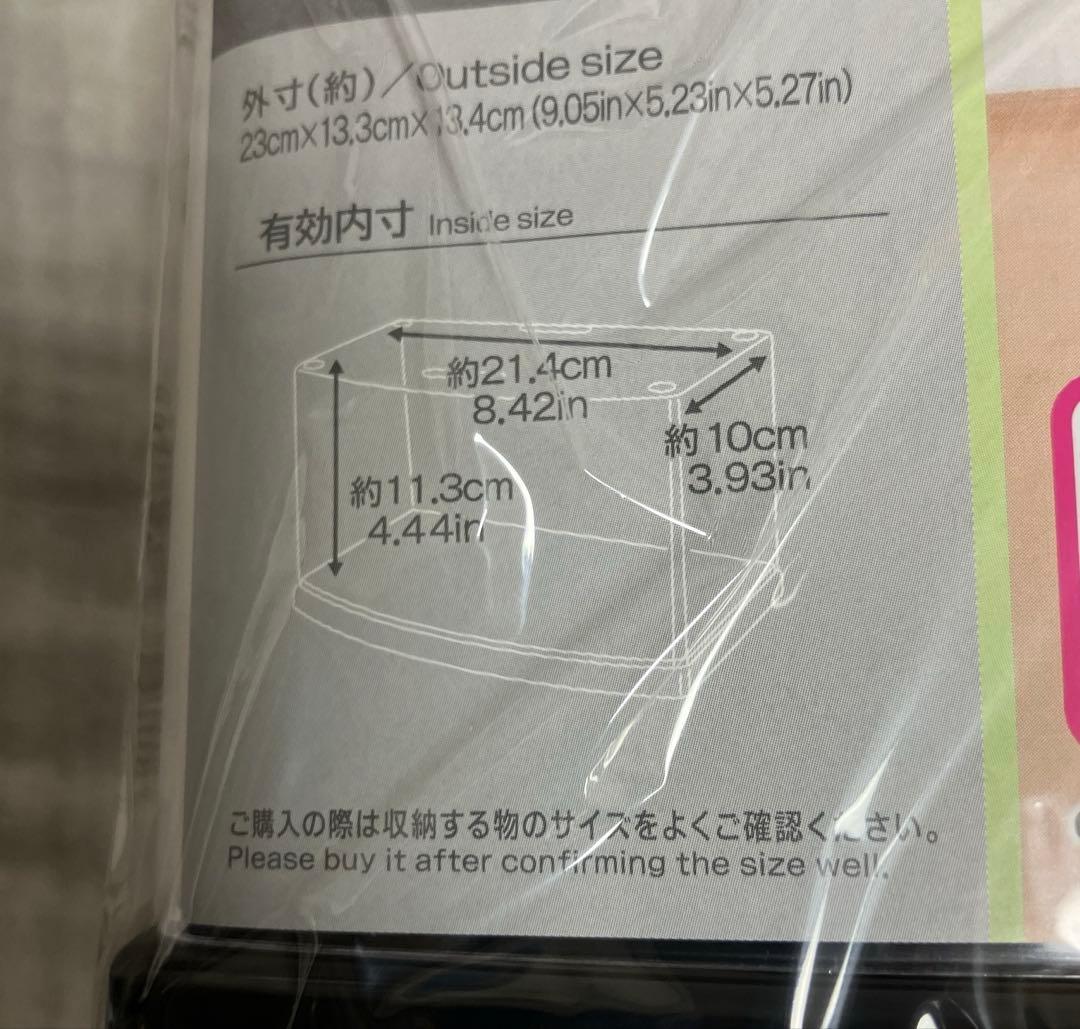 外寸(約)/Outside size
23cm×13.3cm×13.4cm (9.05in×5.23in×5.27in)
有効内寸 Inside size
約21.4cm
8.42in
約10cm
3.93in
約11.3cm
4.44in
ご購入の際は収納する物のサイズをよくご確認ください。
Please buy it after confirming the size well.